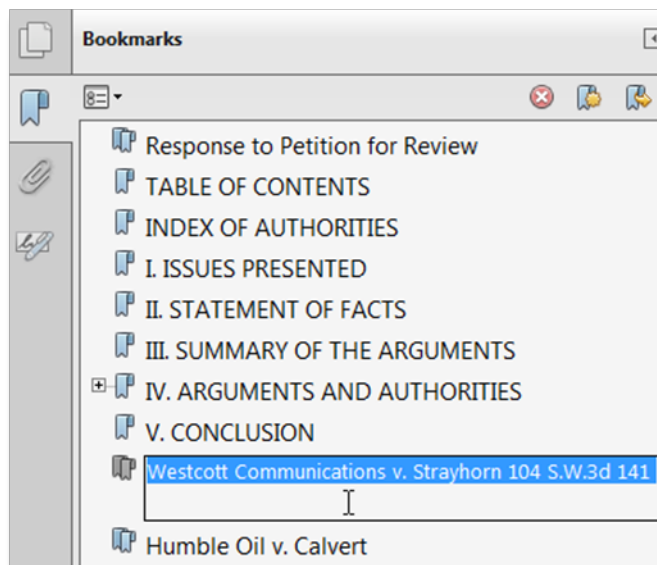 Bookmarks
Response to Petition for Review
TABLE OF CONTENTS
INDEX OF AUTHORITIES
I. ISSUES PRESENTED
II. STATEMENT OF FACTS
III. SUMMARY OF THE ARGUMENTS
IV. ARGUMENTS AND AUTHORITIES
V. CONCLUSION
Westcott Communications v. Strayhorn 104 S.W.3d 141
Humble Oil v. Calvert